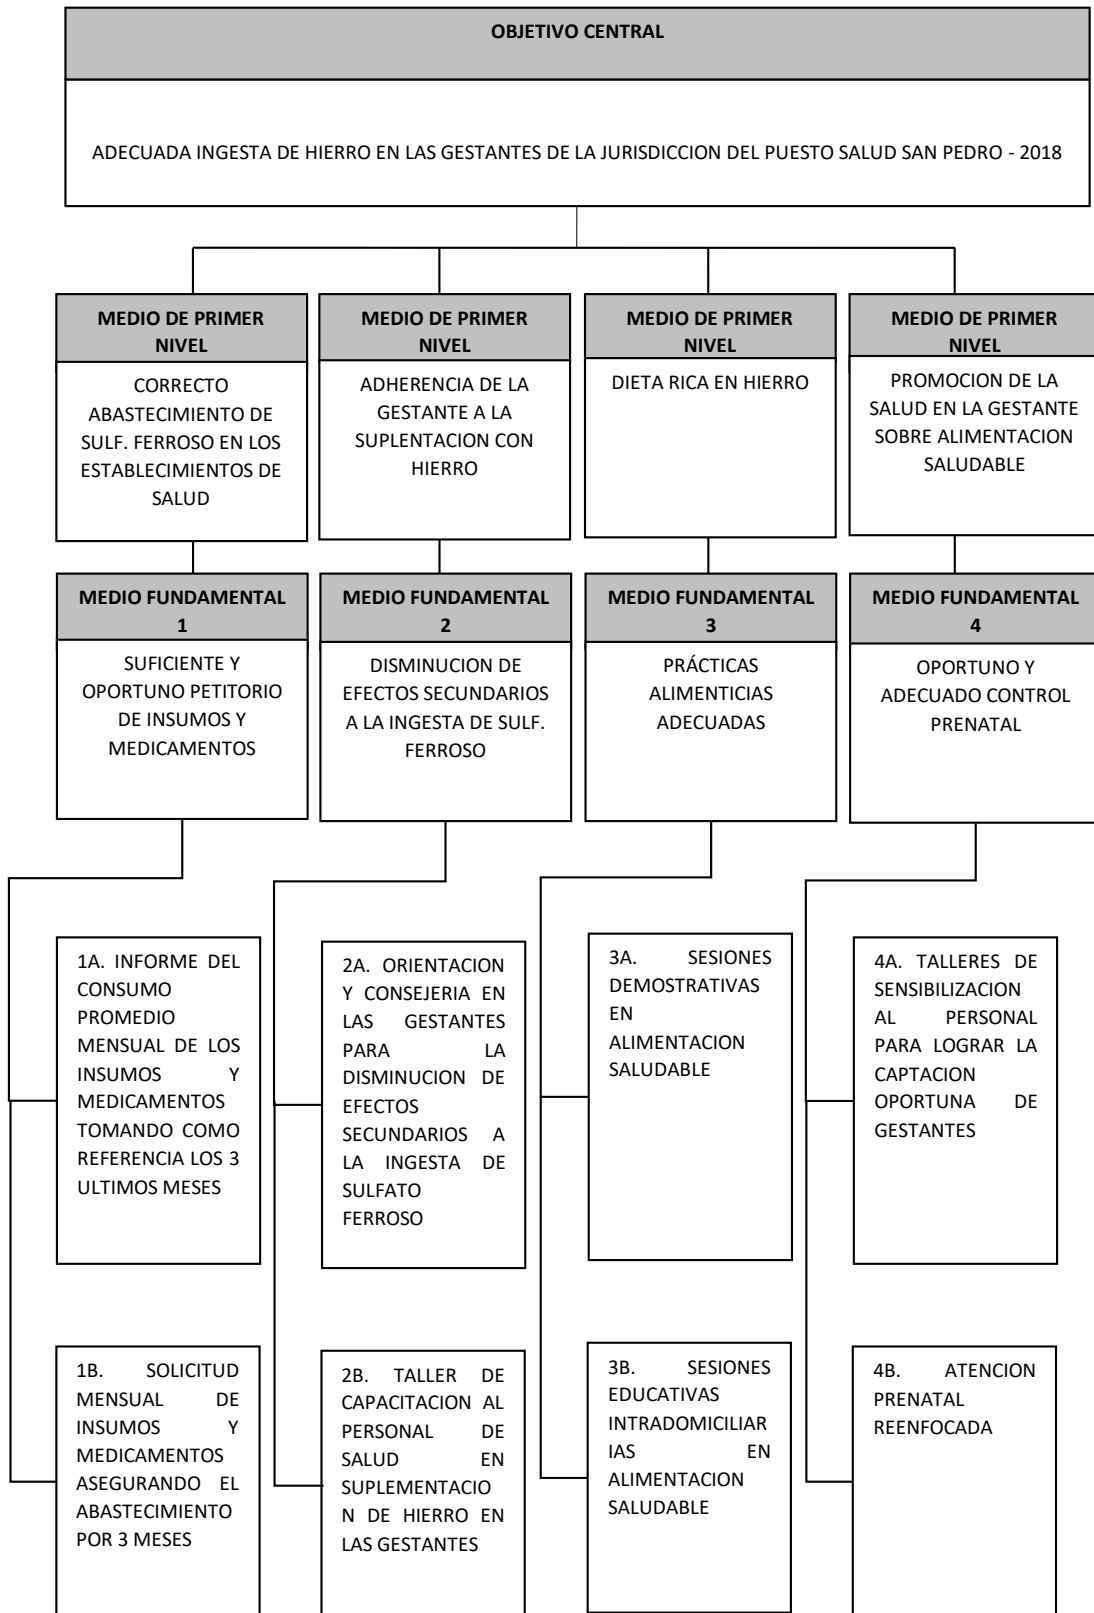 OBJETIVO CENTRAL
ADECUADA INGESTA DE HIERRO EN LAS GESTANTES DE LA JURISDICCION DEL PUESTO SALUD SAN PEDRO - 2018
MEDIO DE PRIMER
NIVEL
CORRECTO
ABASTECIMIENTO DE
SULF. FERROSO EN LOS
ESTABLECIMIENTOS DE
SALUD
MEDIO DE PRIMER
NIVEL
ADHERENCIA DE LA
GESTANTE A LA
SUPLENTACION CON
HIERRO
MEDIO DE PRIMER
NIVEL
DIETA RICA EN HIERRO
MEDIO DE PRIMER
NIVEL
PROMOCION DE LA
SALUD EN LA GESTANTE
SOBRE ALIMENTACION
SALUDABLE
MEDIO FUNDAMENTAL
1
SUFICIENTE Y
OPORTUNO PETITORIO
DE INSUMOS Y
MEDICAMENTOS
MEDIO FUNDAMENTAL
2
DISMINUCION DE
EFECTOS SECUNDARIOS
A LA INGESTA DE SULF.
FERROSO
MEDIO FUNDAMENTAL
3
PRÁCTICAS
ALIMENTICIAS
ADECUADAS
MEDIO FUNDAMENTAL
4
OPORTUNO Y
ADECUADO CONTROL
PRENATAL
1A. INFORME DEL
CONSUMO
PROMEDIO
MENSUAL DE LOS
INSUMOS Y
MEDICAMENTOS
TOMANDO COMO
REFERENCIA LOS 3
ULTIMOS MESES
2A. ORIENTACION
Y CONSEJERIA EN
LAS GESTANTES
PARA LA
DISMINUCION DE
EFECTOS
SECUNDARIOS A
LA INGESTA DE
SULFATO
FERROSO
3A. SESIONES
DEMOSTRATIVAS
EN
ALIMENTACION
SALUDABLE
4A. TALLERES DE
SENSIBILIZACION
AL PERSONAL
PARA LOGRAR LA
CAPTACION
OPORTUNA DE
GESTANTES
1B. SOLICITUD
MENSUAL DE
INSUMOS Y
MEDICAMENTOS
ASEGURANDO EL
ABASTECIMIENTO
POR 3 MESES
2B. TALLER DE
CAPACITACION AL
PERSONAL DE
SALUD EN
SUPLEMENTACIO
N DE HIERRO EN
LAS GESTANTES
3B. SESIONES
EDUCATIVAS
INTRADOMICILIAR
IAS EN
ALIMENTACION
SALUDABLE
4B. ATENCION
PRENATAL
REENFOCADA